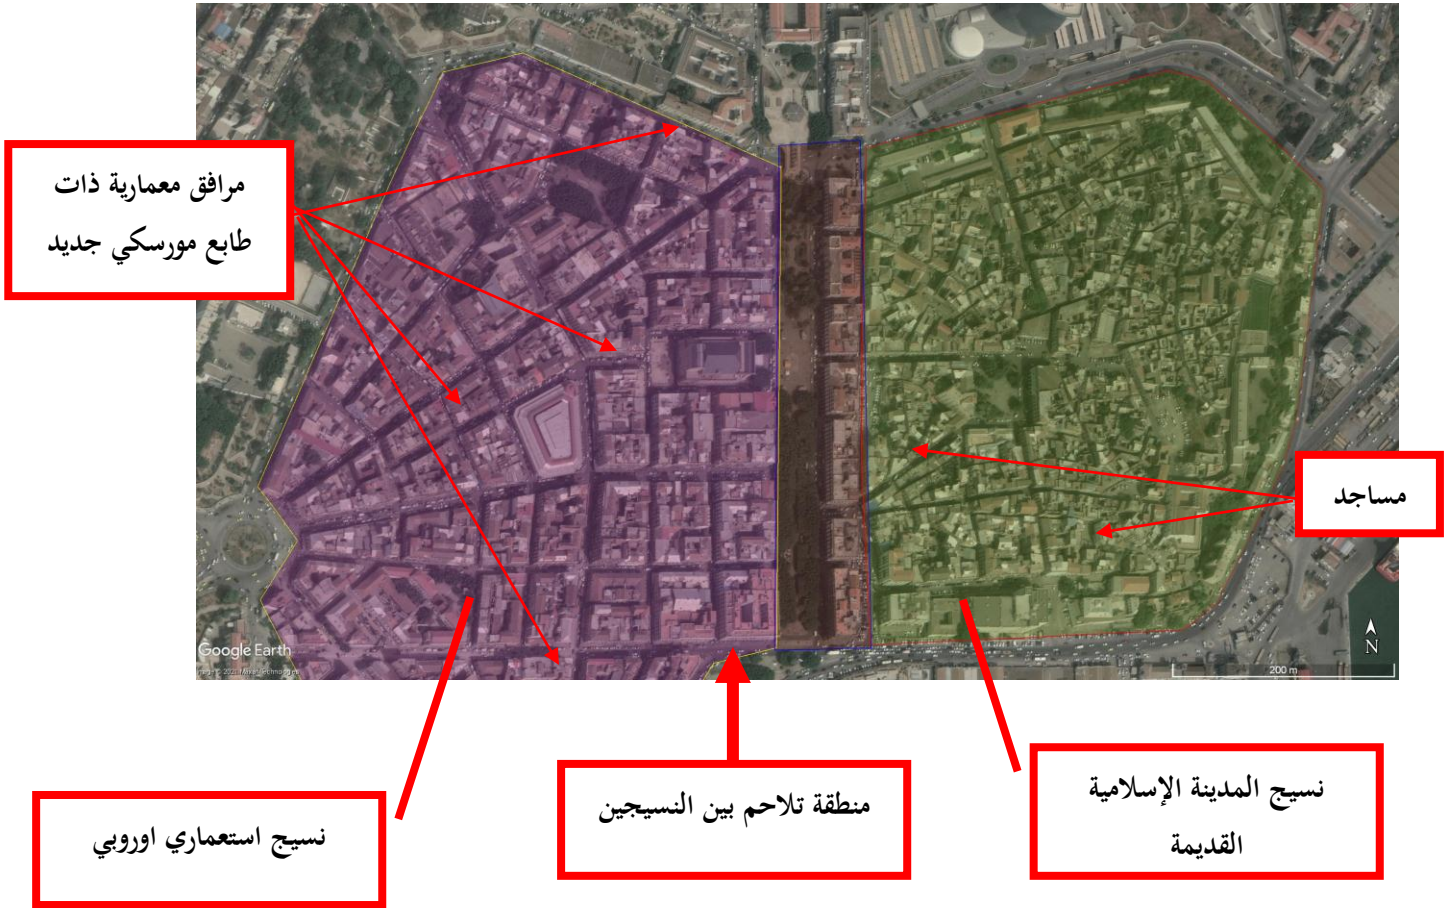 مرافق معمارية ذات
طابع مورسكي جديد
مساجد
Google Earth
N
200 m
نسيج المدينة الإسلامية
القديمة
منطقة تلاحم بين النسيجين
نسيج استعماري اوروبي